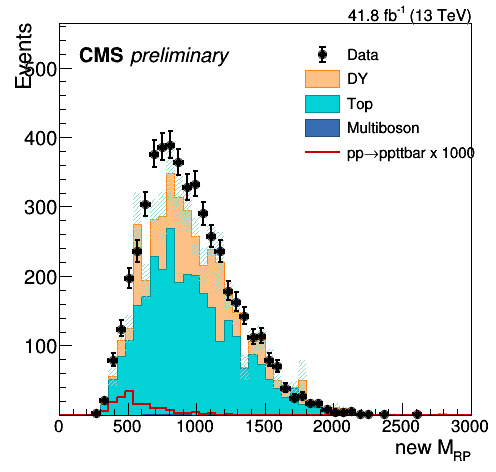 41.8 fb⁻¹ (13 TeV)
Events
CMS preliminary
Data
DY
Top
Multiboson
pp→ppttbar x 1000
500
400
300
200
100
0 500 1000 1500 2000 2500 3000
new M_RP